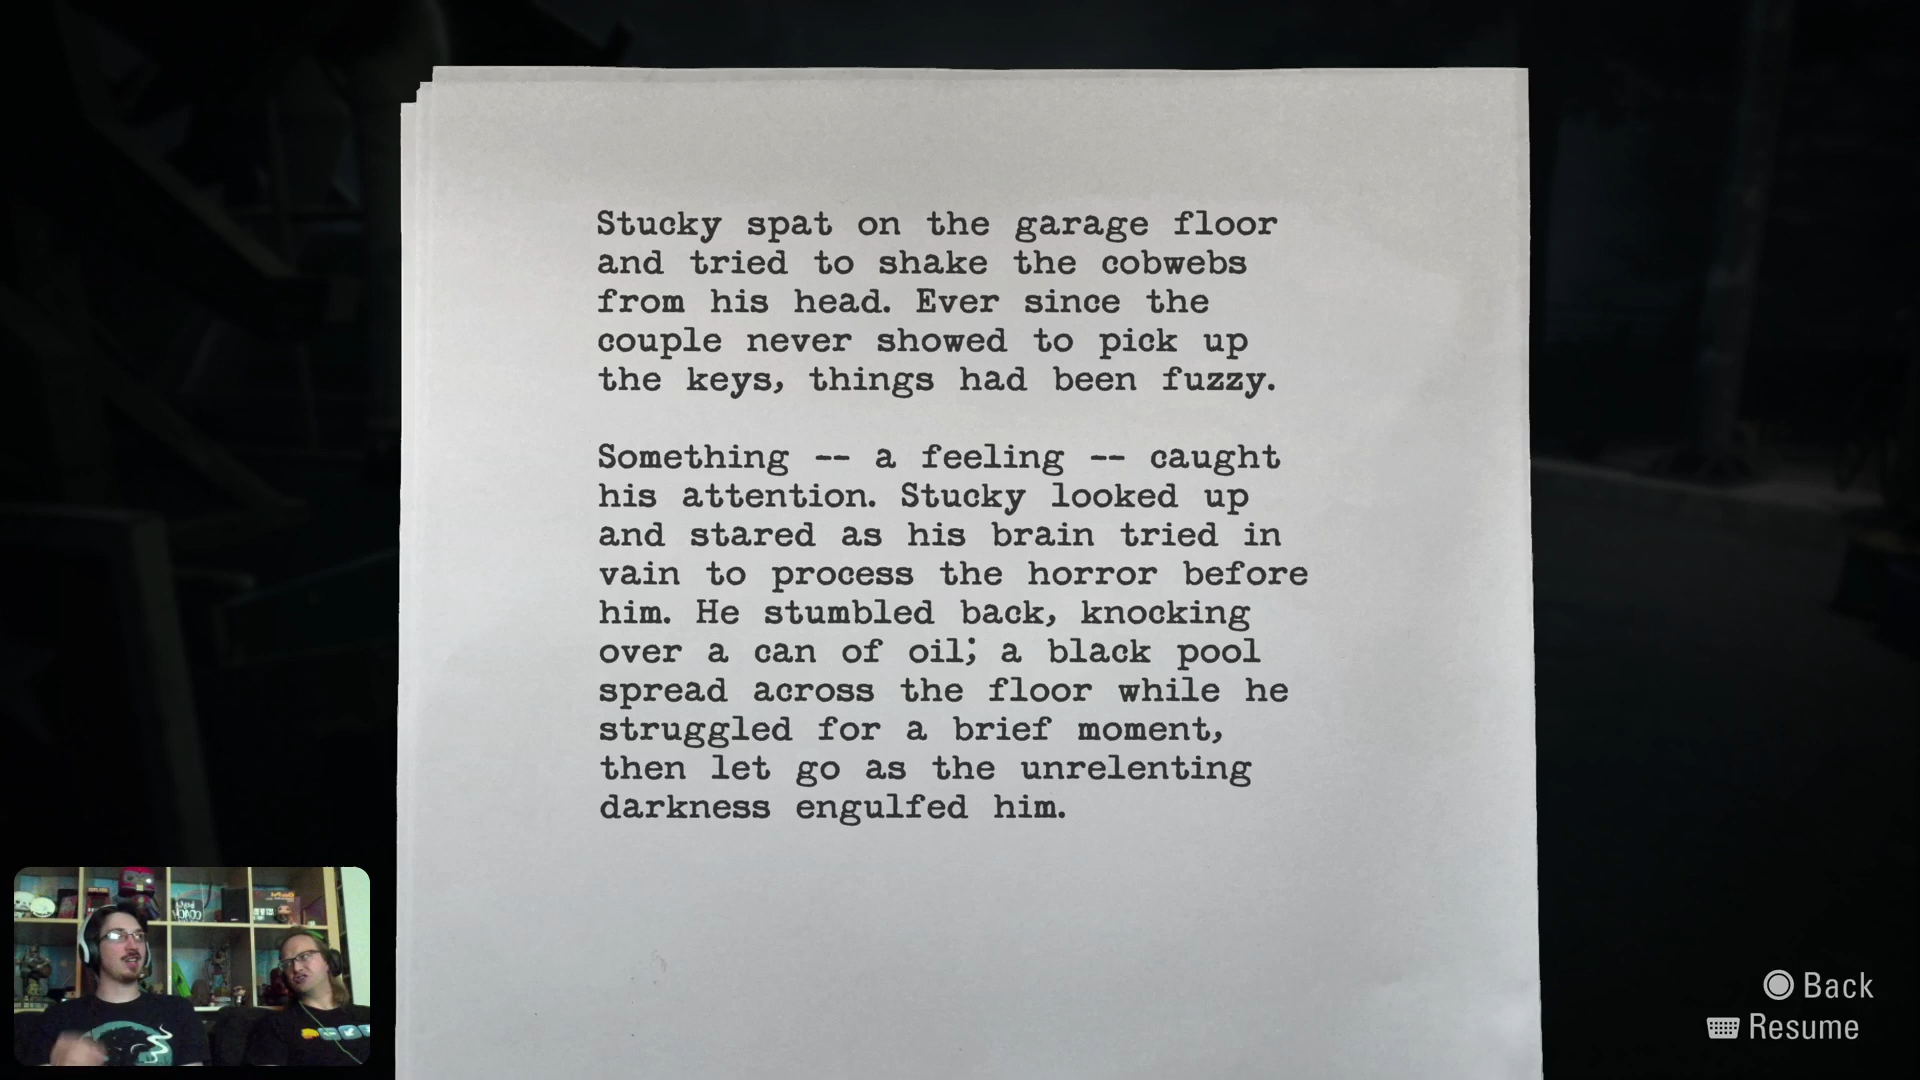 Stucky spat on the garage floor
and tried to shake the cobwebs
from his head. Ever since the
couple never showed to pick up
the keys, things had been fuzzy.
Something -- a feeling -- caught
his attention. Stucky looked up
and stared as his brain tried in
vain to process the horror before
him. He stumbled back, knocking
over a can of oil; a black pool
spread across the floor while he
struggled for a brief moment,
then let go as the unrelenting
darkness engulfed him.
Back
Resume